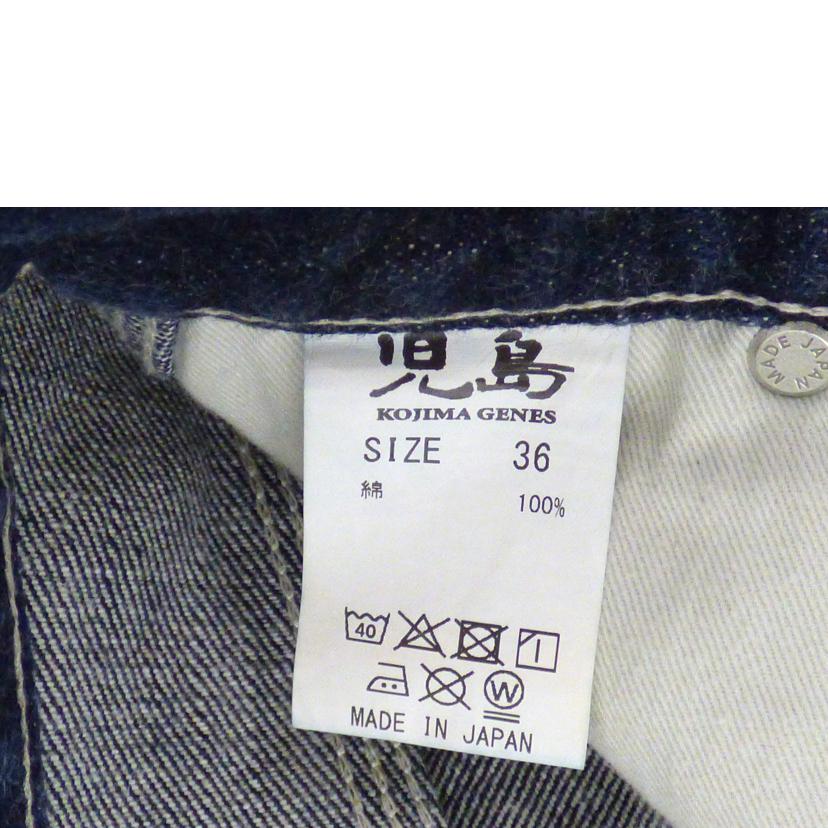 児島
KOJIMA GENES
SIZE 36
綿 100%
40
W
MADE IN JAPAN
MADE JAPAN